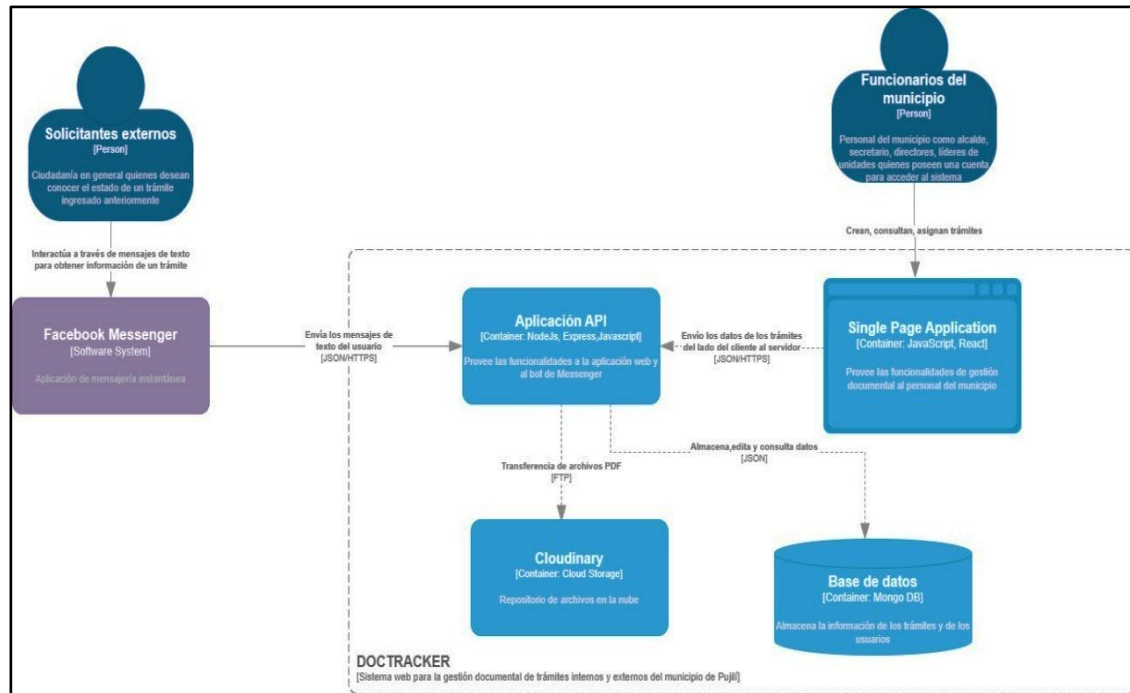 Solicitantes externos
[Person]
Ciudadanía en general quienes desean
conocer el estado de un trámite
ingresado anteriormente
Funcionarios del
municipio
[Person]
Personal del municipio como alcalde,
secretario, directores, líderes de
unidades quienes poseen una cuenta
para acceder al sistema
Interactúa a través de mensajes de texto
para obtener información de un trámite
Crean, consultan, asignan trámites
Facebook Messenger
[Software System]
Aplicación de mensajería instantánea
Envía los mensajes de
texto del usuario
[JSON/HTTPS]
Aplicación API
[Container: NodeJs, Express,Javascript]
Provee las funcionalidades a la aplicación web y
al bot de Messenger
Envío los datos de los trámites
del lado del cliente al servidor
[JSON/HTTPS]
Single Page Application
[Container: JavaScript, React]
Provee las funcionalidades de gestión
documental al personal del municipio
Transferencia de archivos PDF
[FTP]
Almacena,edita y consulta datos
[JSON]
Cloudinary
[Container: Cloud Storage]
Repositorio de archivos en la nube
Base de datos
[Container: Mongo DB]
Almacena la información de los trámites y de los
usuarios
DOCTRACKER
[Sistema web para la gestión documental de trámites internos y externos del municipio de Pujilí]